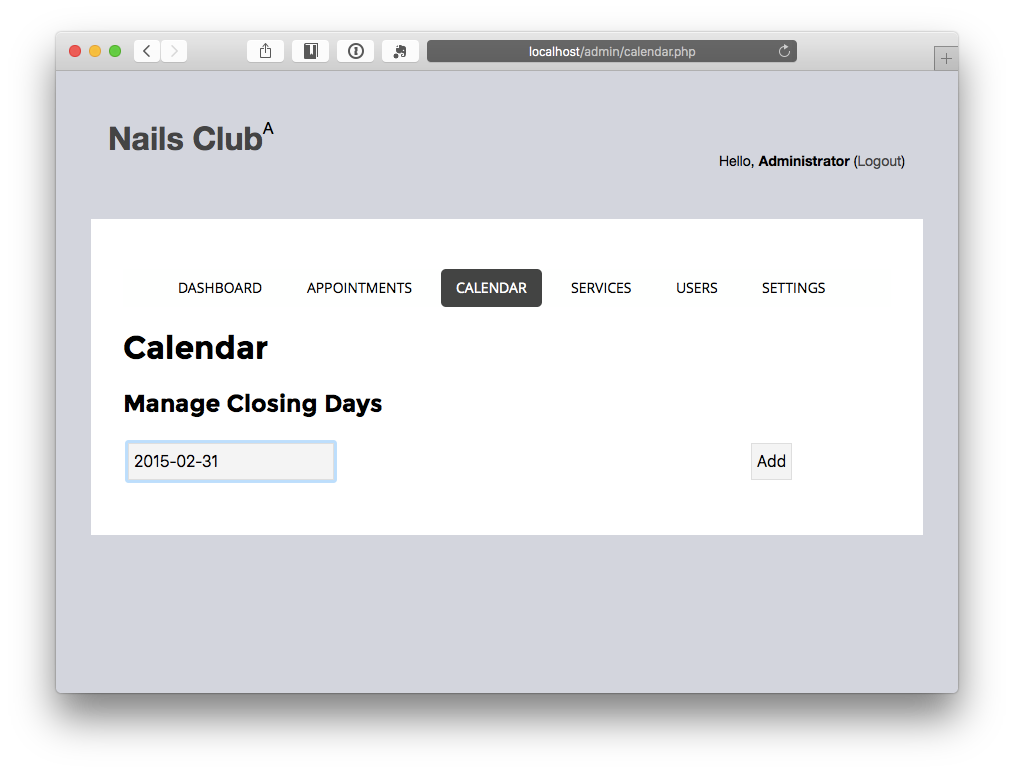 localhost/admin/calendar.php
Nails Club A
Hello, Administrator (Logout)
DASHBOARD APPOINTMENTS CALENDAR SERVICES USERS SETTINGS
Calendar
Manage Closing Days
2015-02-31 Add